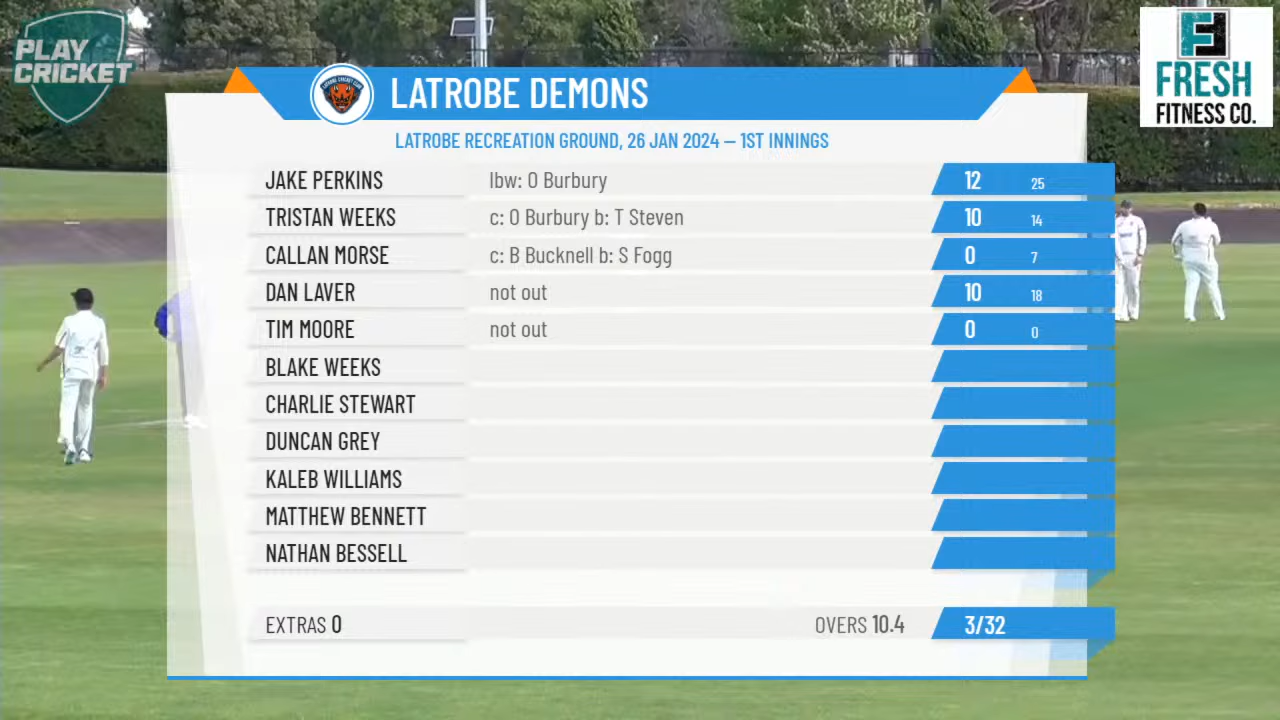 PLAY
CRICKET
FRESH
FITNESS CO.
LATROBE DEMONS
LATROBE RECREATION GROUND, 26 JAN 2024 – 1ST INNINGS
JAKE PERKINS lbw: O Burbury 12 25
TRISTAN WEEKS c: O Burbury b: T Steven 10 14
CALLAN MORSE c: B Bucknell b: S Fogg 0 7
DAN LAVER not out 10 18
TIM MOORE not out 0 0
BLAKE WEEKS
CHARLIE STEWART
DUNCAN GREY
KALEB WILLIAMS
MATTHEW BENNETT
NATHAN BESSELL
EXTRAS 0 OVERS 10.4 3/32